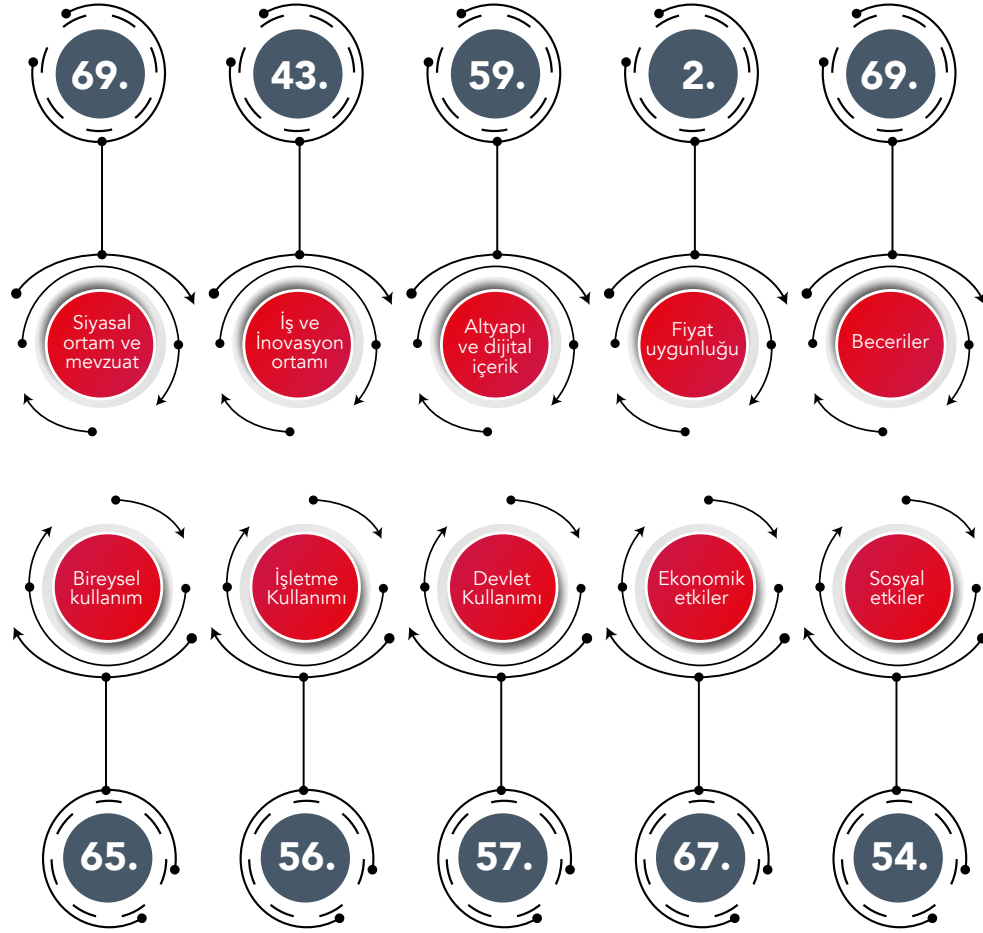 69.
43.
59.
2.
69.
Siyasal
ortam ve
mevzuat
İş ve
İnovasyon
ortamı
Altyapı
ve dijital
içerik
Fiyat
uygunluğu
Beceriler
Bireysel
kullanım
İşletme
Kullanımı
Devlet
Kullanımı
Ekonomik
etkiler
Sosyal
etkiler
65.
56.
57.
67.
54.